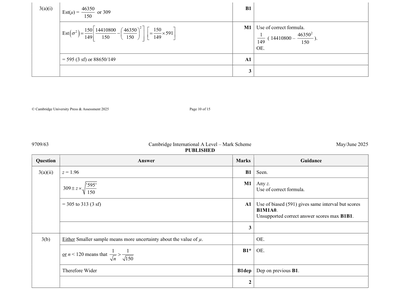 3(a)(i) Est(μ) = 46350/150 or 309 B1
Est(σ²) = 150/149 [14410800/150 − (46350/150)²] [= 150/149 × 591] M1 Use of correct formula.
1/149 ( 14410800 − 46350²/150 ).
OE.
= 595 (3 sf) or 88650/149 A1
3
© Cambridge University Press & Assessment 2025 Page 10 of 15
9709/63 Cambridge International A Level – Mark Scheme May/June 2025
PUBLISHED
Question Answer Marks Guidance
3(a)(ii) z = 1.96 B1 Seen.
309 ± z × √595/150 M1 Any z.
Use of correct formula.
= 305 to 313 (3 sf) A1 Use of biased (591) gives same interval but scores
B1M1A0.
Unsupported correct answer scores max B1B1.
3
3(b) Either Smaller sample means more uncertainty about the value of μ. OE.
or n < 120 means that 1/√n > 1/√150 B1* OE.
Therefore Wider B1dep Dep on previous B1.
2